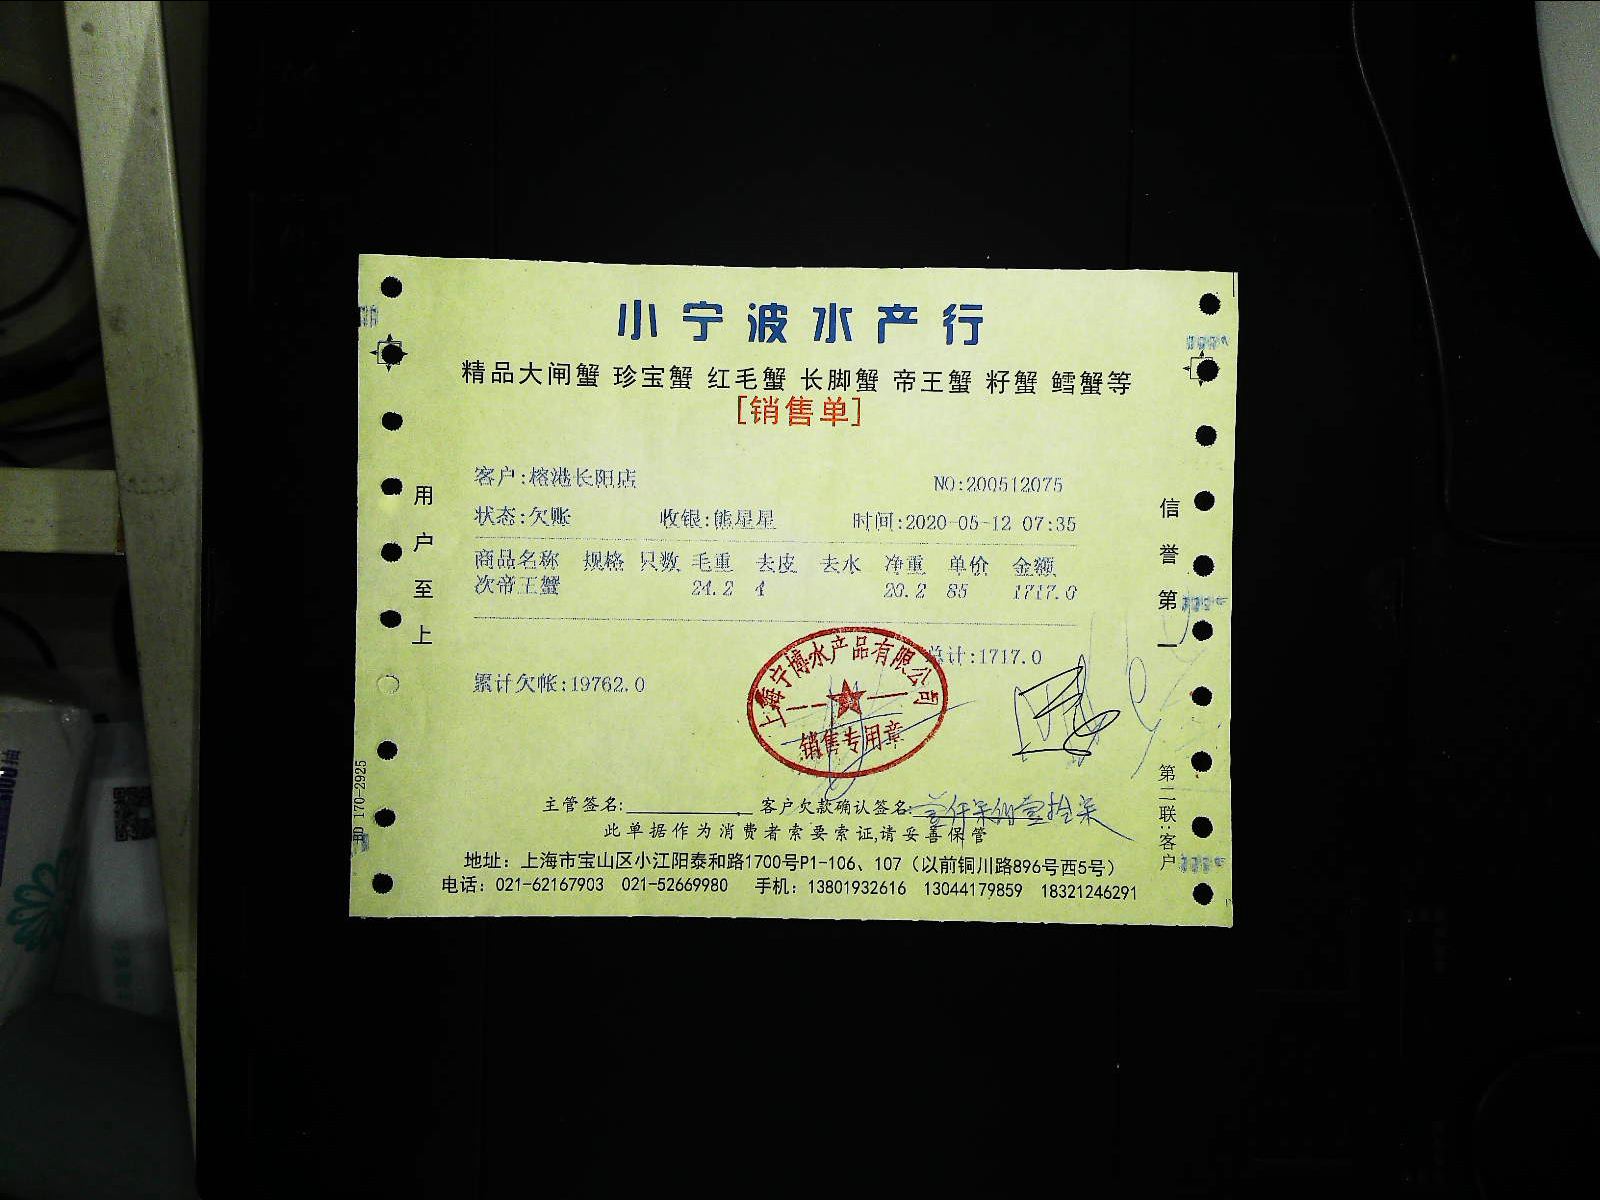 小宁波水产行
精品大闸蟹 珍宝蟹 红毛蟹 长脚蟹 帝王蟹 籽蟹 鳕蟹等
[销售单]
客户:榕港长阳店 NO:200512075
状态:欠账 收银:熊星星 时间:2020-05-12 07:35
商品名称 规格 只数 毛重 去皮 去水 净重 单价 金额
次帝王蟹 24.2 4 20.2 85 1717.0
总计:1717.0
累计欠帐:19762.0
上海宁博水产品有限公司
销售专用章
主管签名: 客户欠款确认签名:
此单据作为消费者索要索证,请妥善保管
地址：上海市宝山区小江阳泰和路1700号P1-106、107（以前铜川路896号西5号）
电话：021-62167903 021-52669980 手机：13801932616 13044179859 18321246291
用户至上
信誉第一
第二联:客户
170-2925